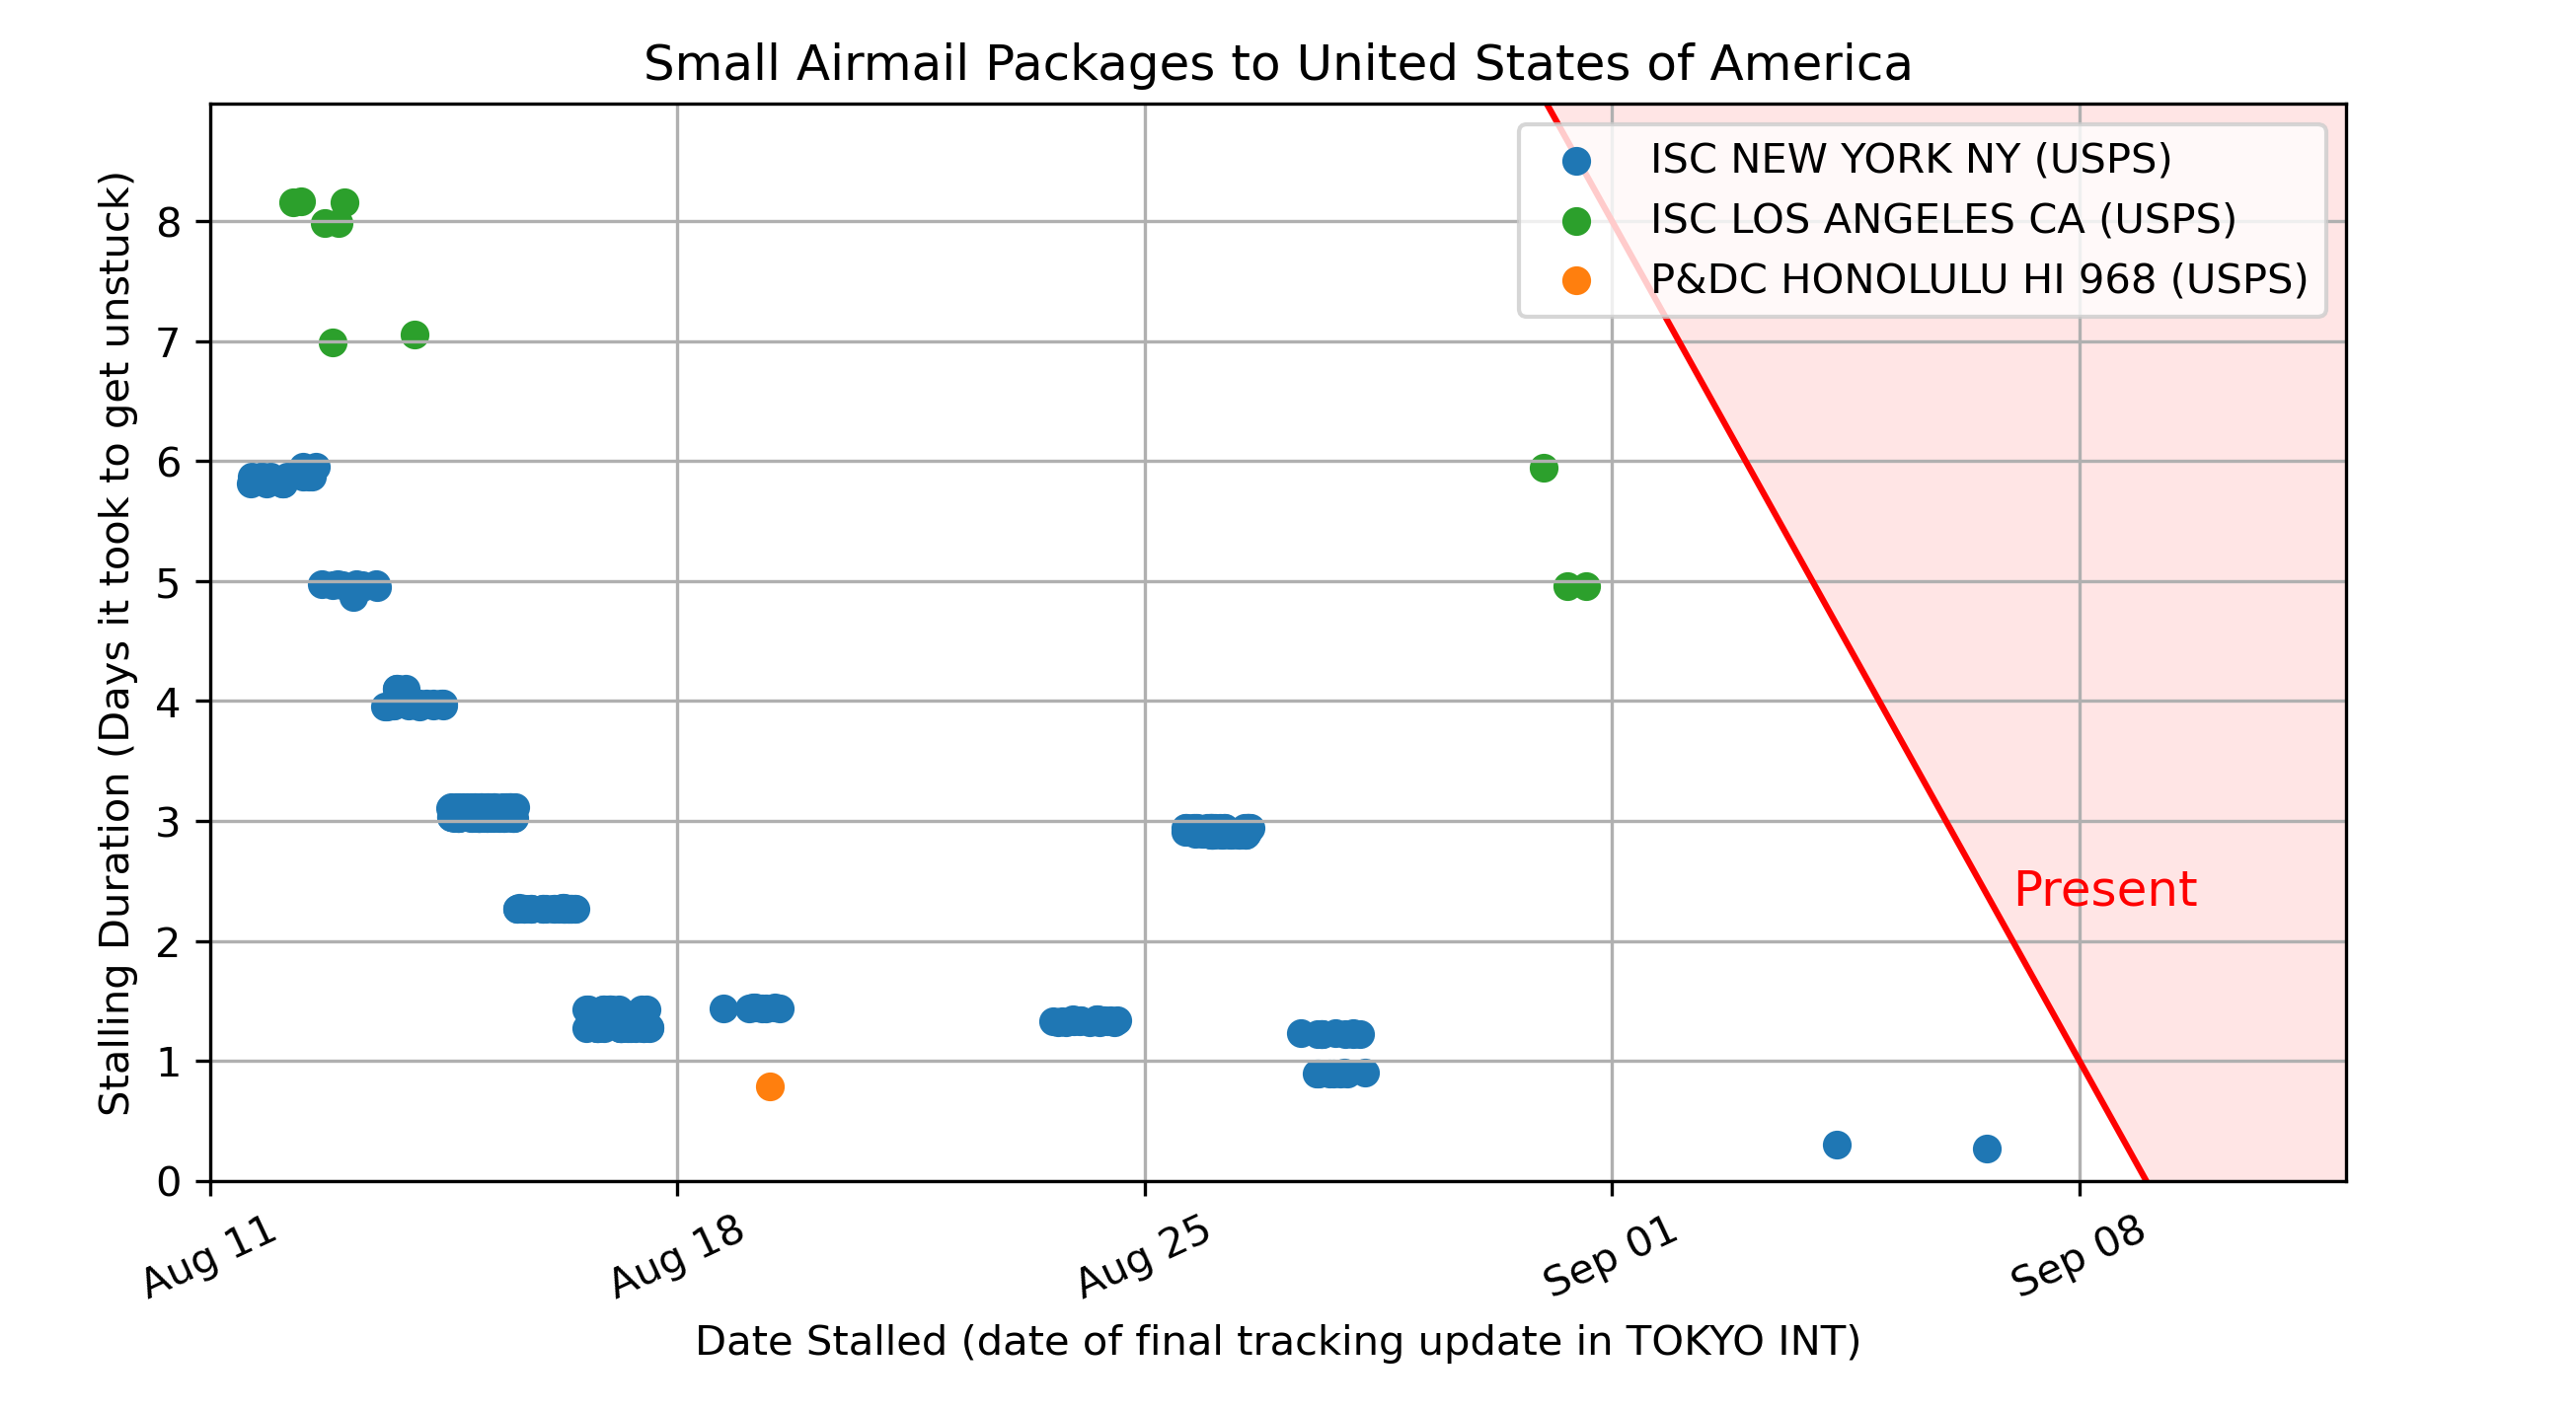 Small Airmail Packages to United States of America
ISC NEW YORK NY (USPS)
ISC LOS ANGELES CA (USPS)
P&DC HONOLULU HI 968 (USPS)
Stalling Duration (Days it took to get unstuck)
8
7
6
5
4
3
2
1
0
Present
Aug 11
Aug 18
Aug 25
Sep 01
Sep 08
Date Stalled (date of final tracking update in TOKYO INT)